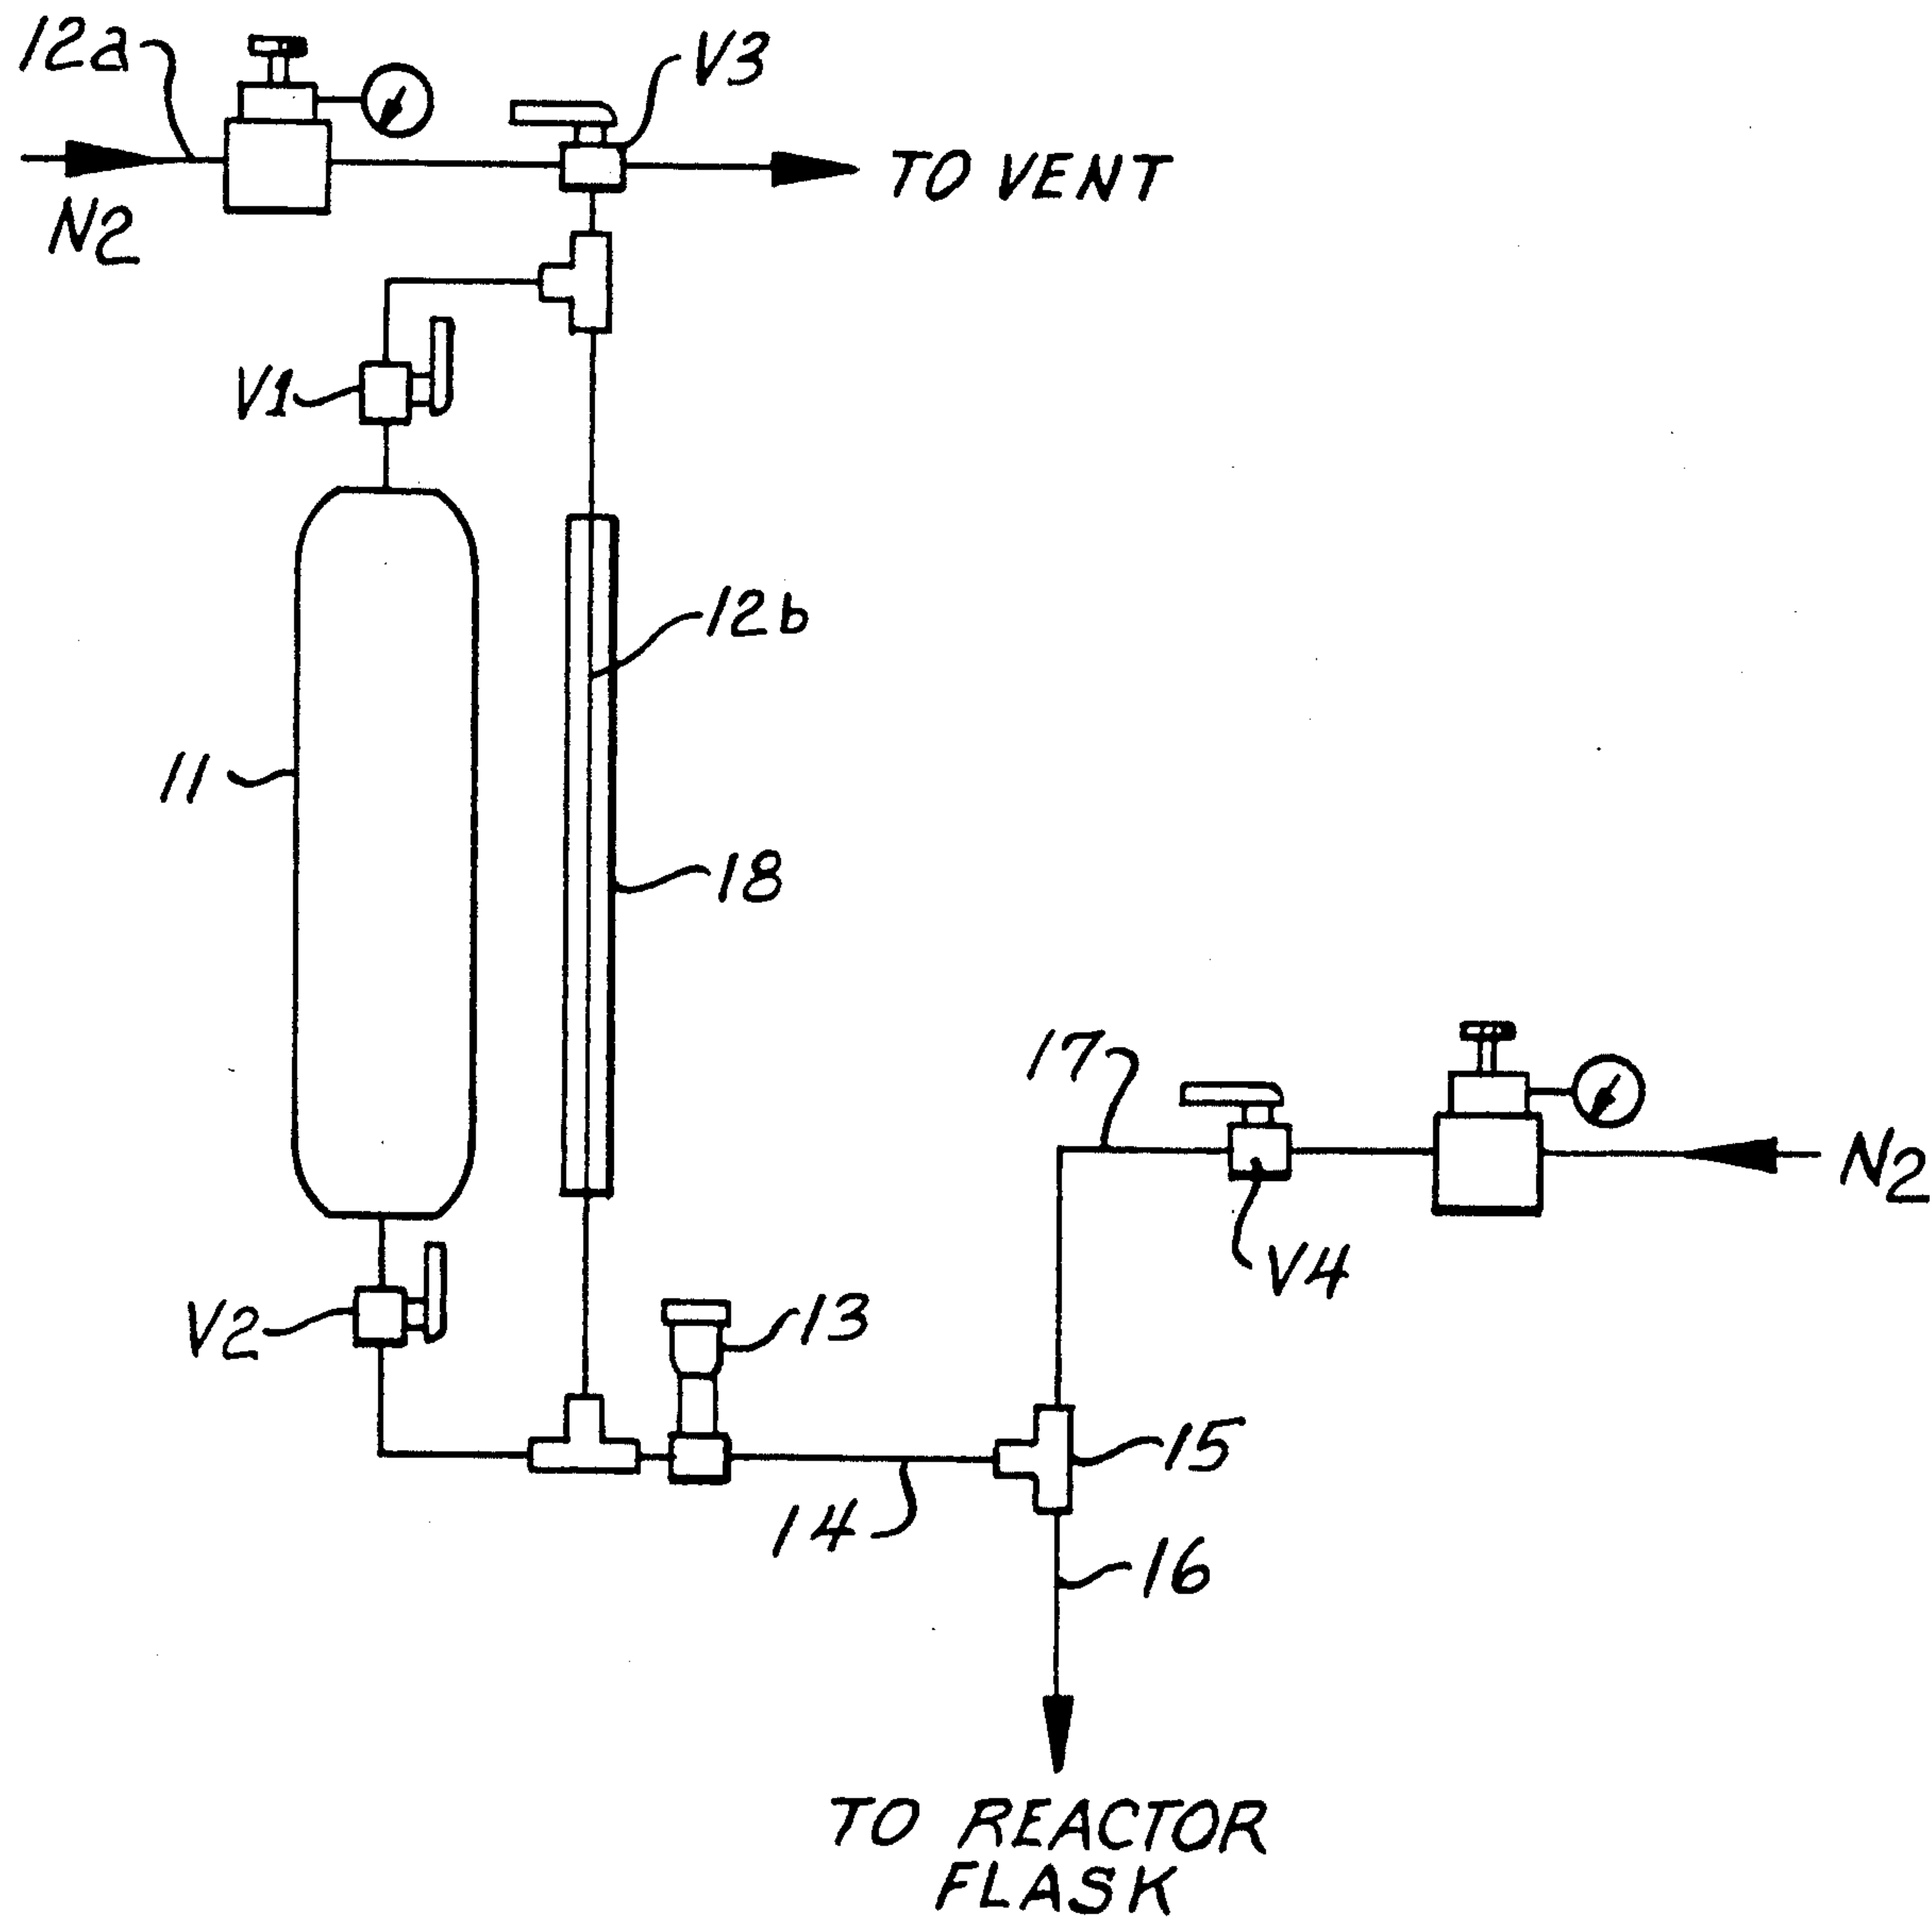 12a
V3
TO VENT
N2
V1
12b
11
18
17
N2
V4
V2
13
15
14
16
TO REACTOR
FLASK